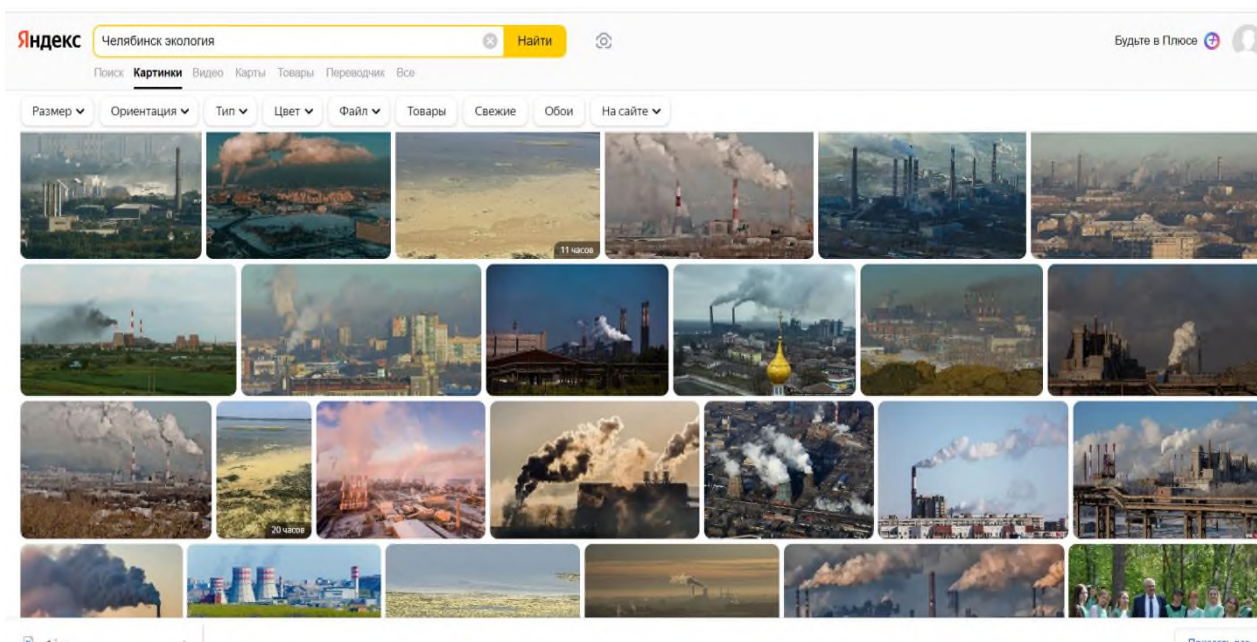 Яндекс
Челябинск экология
Найти
Будьте в Плюсе
Поиск Картинки Видео Карты Товары Переводчик Все
Размер Ориентация Тип Цвет Файл Товары Свежие Обои На сайте
11 часов
20 часов